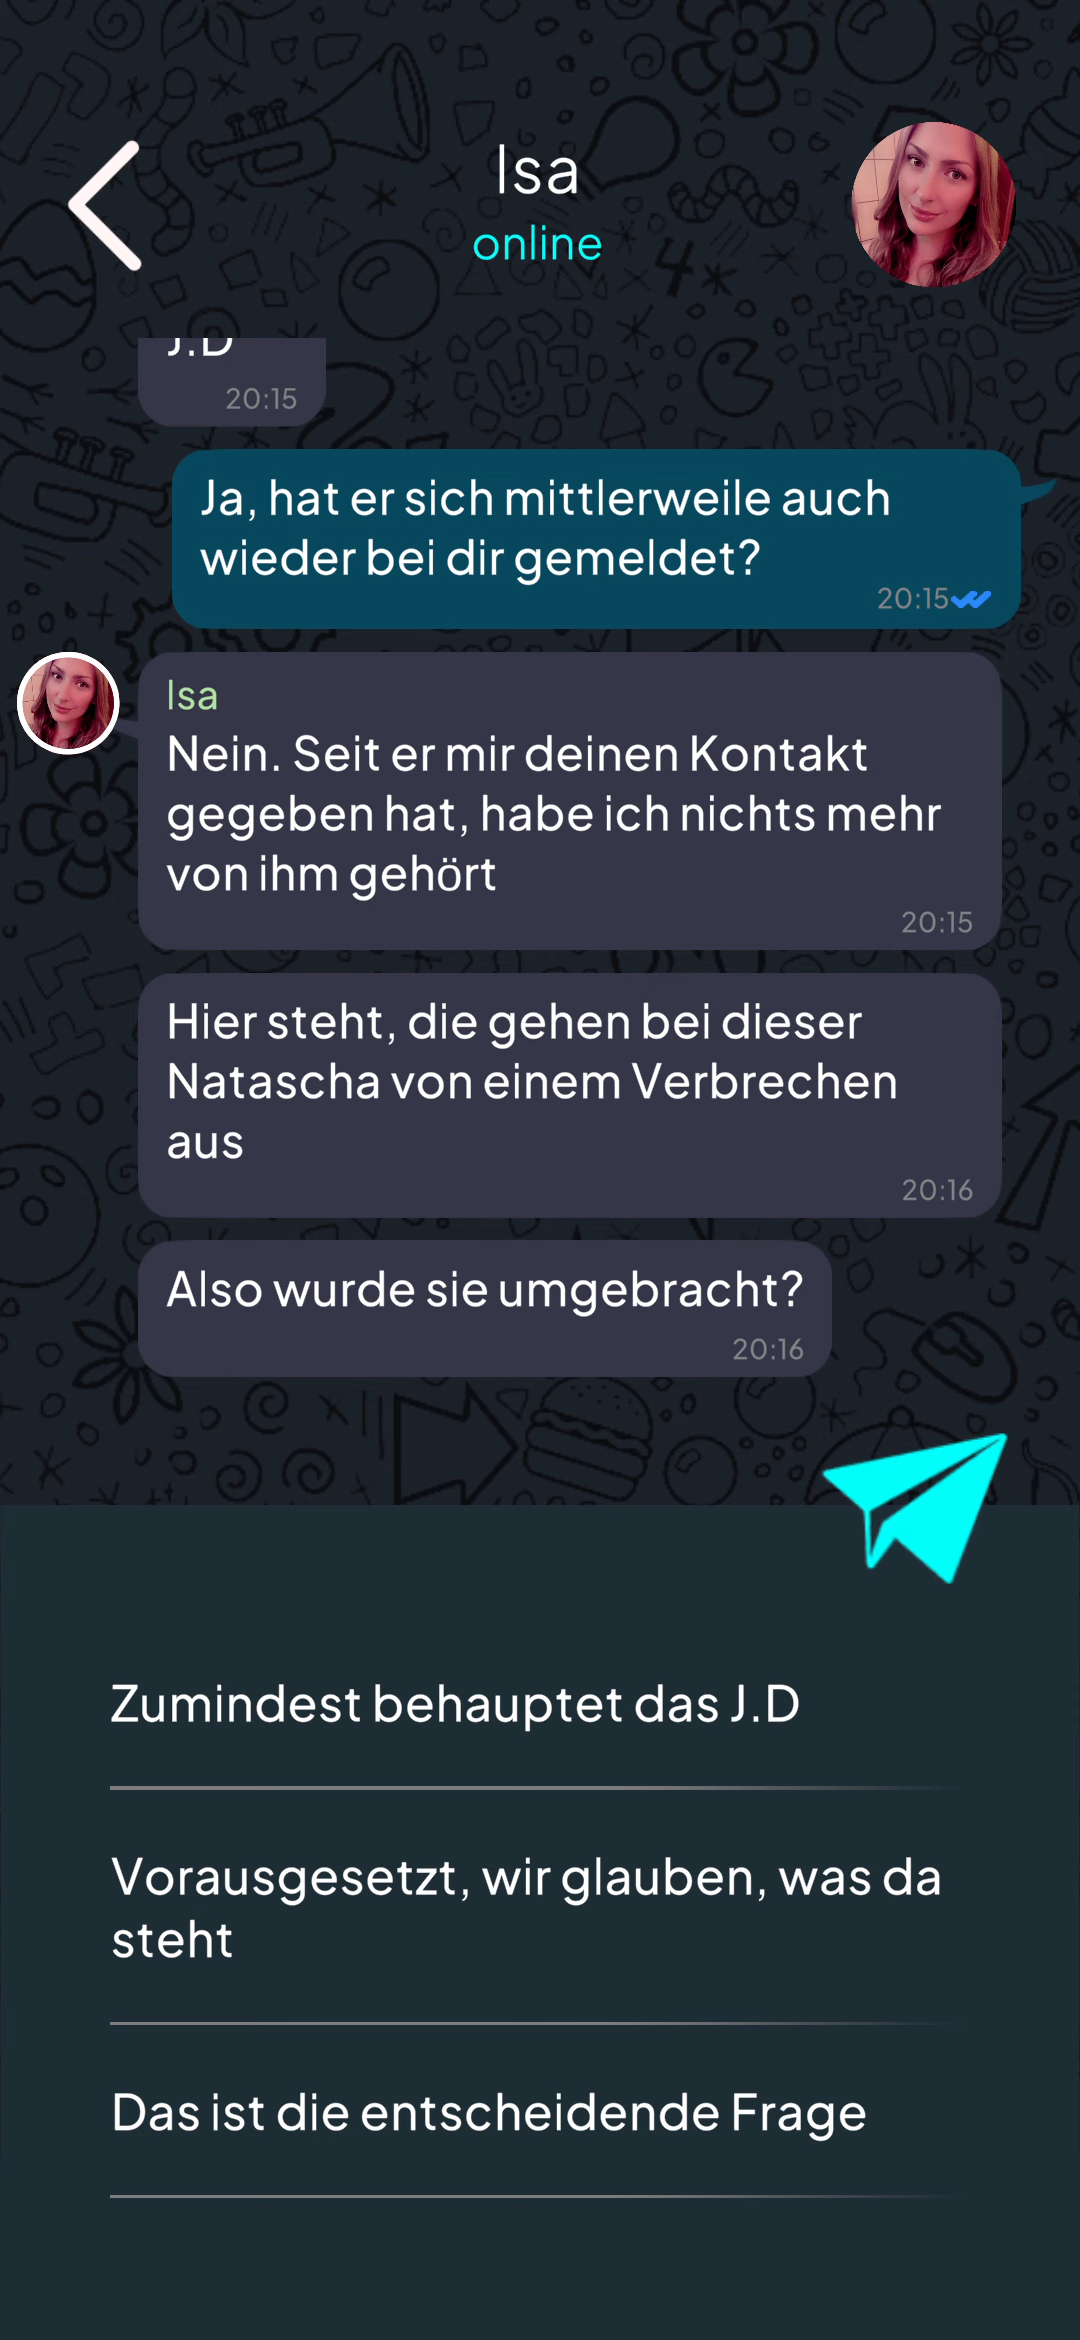 Isa
online
J.D
20:15
Ja, hat er sich mittlerweile auch
wieder bei dir gemeldet?
20:15
Isa
Nein. Seit er mir deinen Kontakt
gegeben hat, habe ich nichts mehr
von ihm gehört
20:15
Hier steht, die gehen bei dieser
Natascha von einem Verbrechen
aus
20:16
Also wurde sie umgebracht?
20:16
Zumindest behauptet das J.D
Vorausgesetzt, wir glauben, was da
steht
Das ist die entscheidende Frage